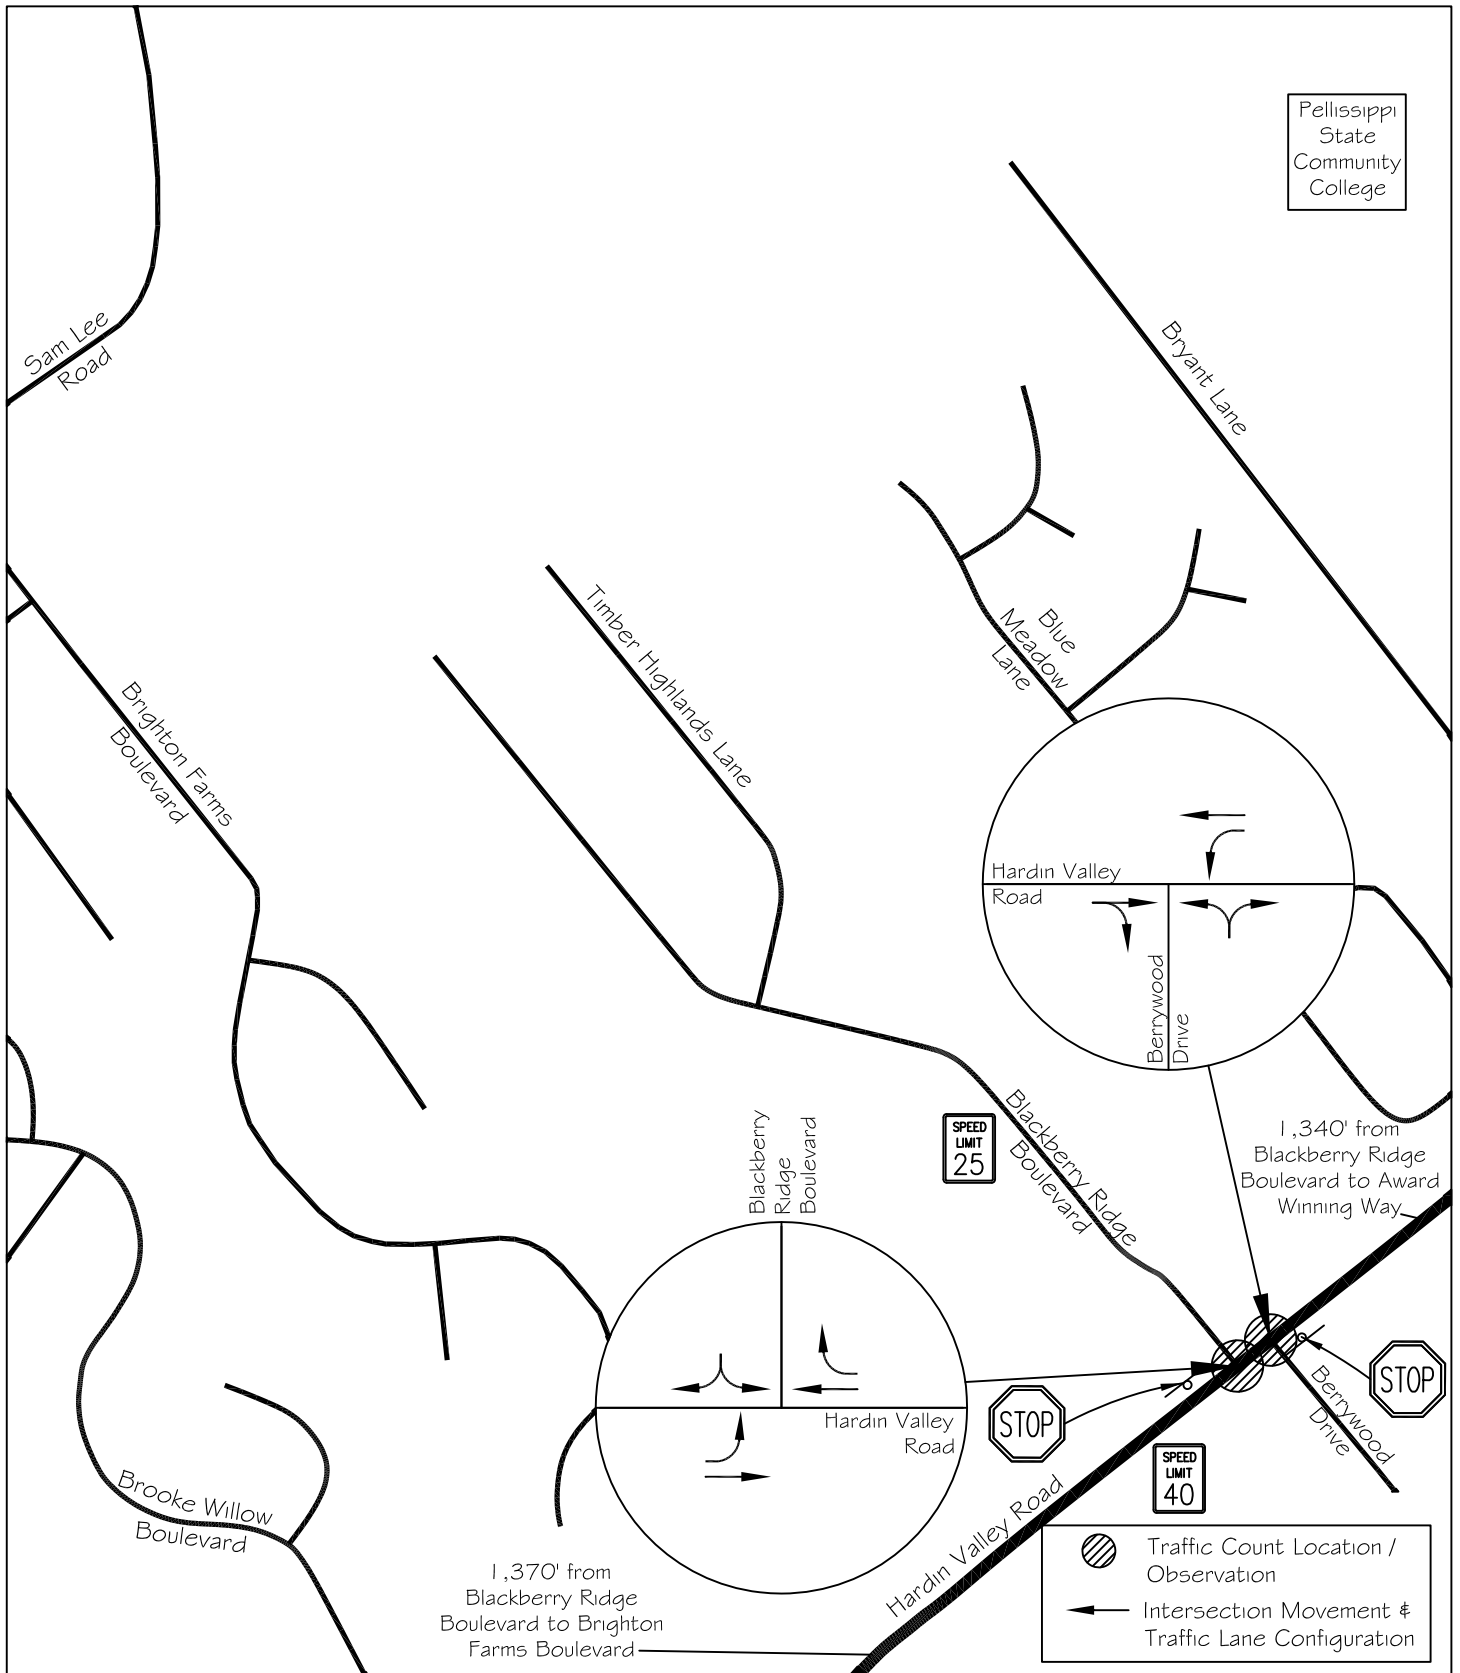 Pellissippi
State
Community
College
Sam Lee
Road
Bryant Lane
Timber Highlands Lane
Blue
Meadow
Lane
Brighton Farms
Boulevard
Hardin Valley
Road
Berrywood
Drive
Blackberry Ridge
Boulevard
SPEED
LIMIT
25
Blackberry
Ridge
Boulevard
1,340' from
Blackberry Ridge
Boulevard to Award
Winning Way
Hardin Valley
Road
STOP
STOP
Berrywood
Drive
SPEED
LIMIT
40
Hardin Valley Road
Brooke Willow
Boulevard
1,370' from
Blackberry Ridge
Boulevard to Brighton
Farms Boulevard
Traffic Count Location /
Observation
Intersection Movement &
Traffic Lane Configuration